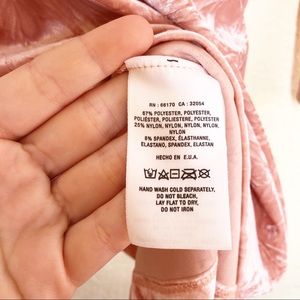 RN : 66170 CA : 32054
67% POLYESTER, POLYESTER,
POLIÉSTER, POLIESTERE, POLYESTER
25% NYLON, NYLON, NYLON, NYLON,
NYLON
8% SPANDEX, ÉLASTHANNE,
ELASTANO, SPANDEX, ELASTAN
HECHO EN E.U.A.
HAND WASH COLD SEPARATELY,
DO NOT BLEACH,
LAY FLAT TO DRY,
DO NOT IRON